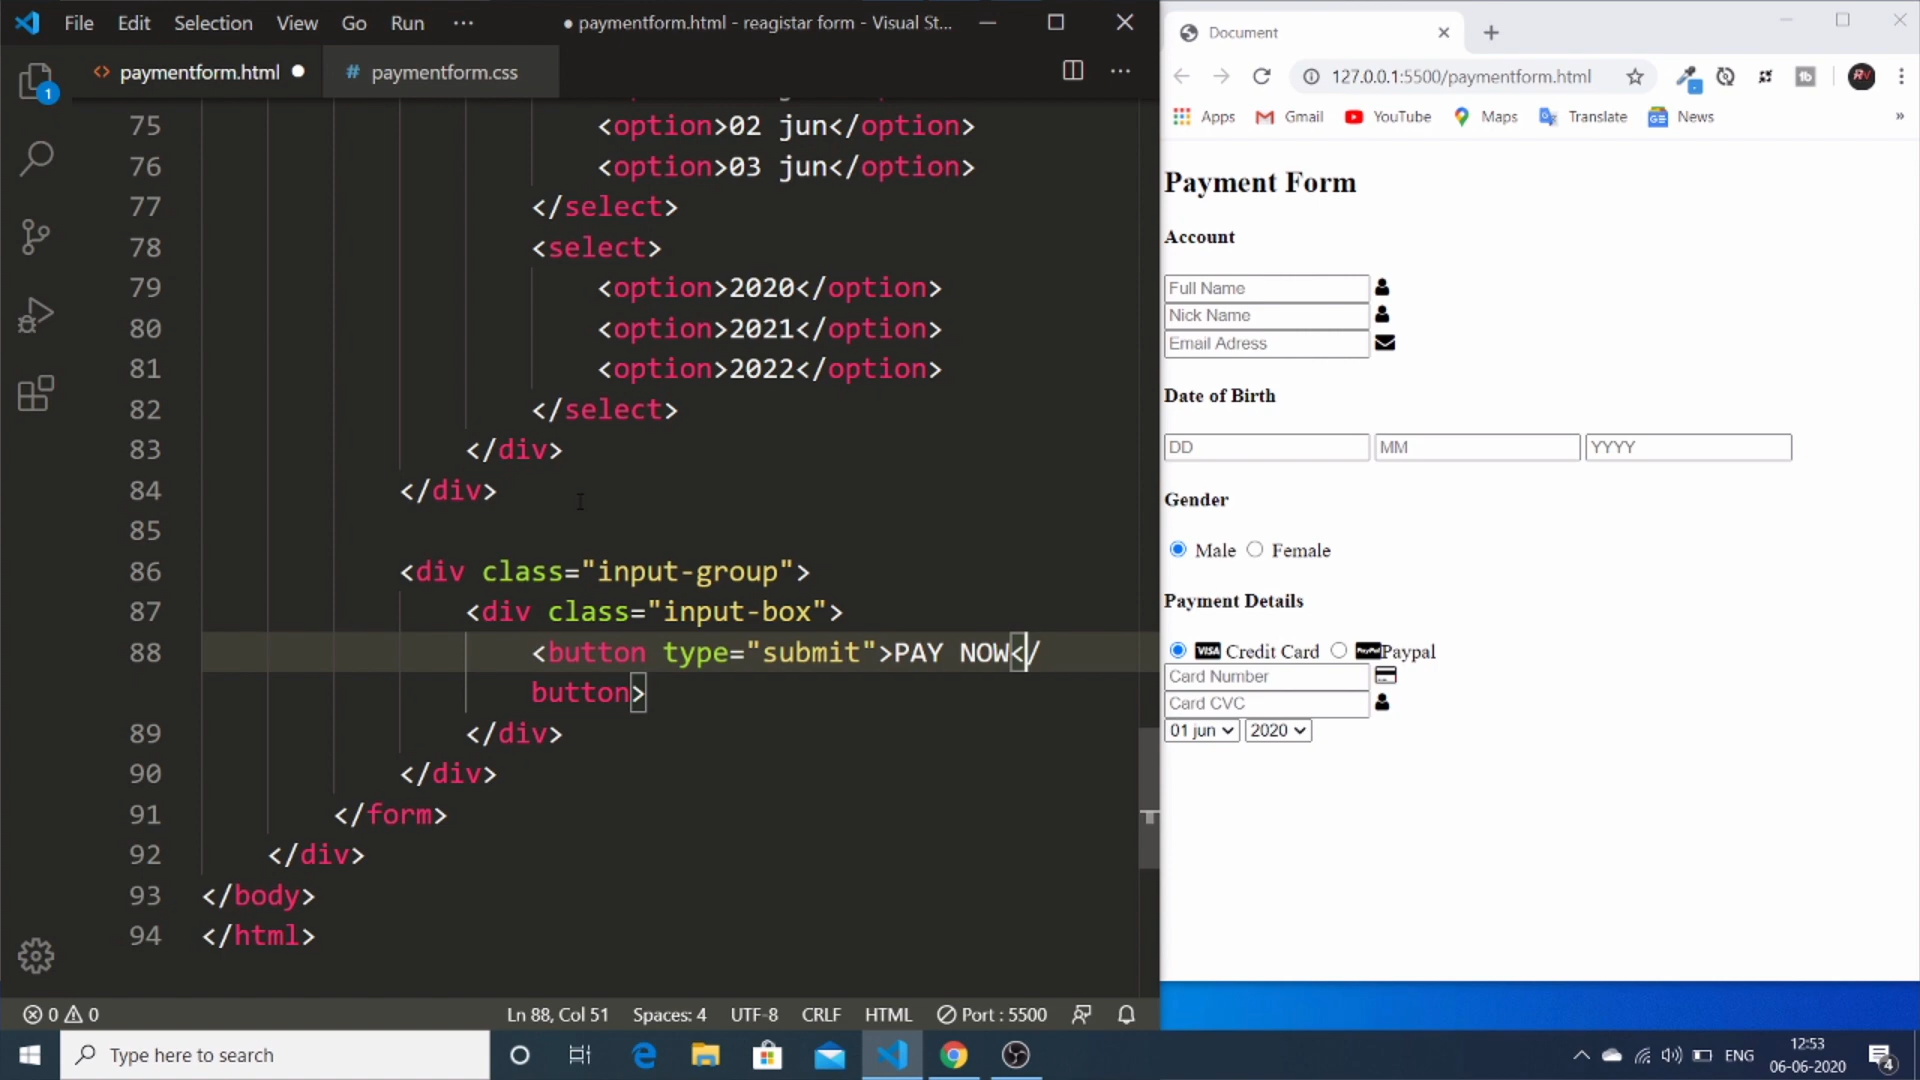 File Edit Selection View Go Run ··· ● paymentform.html - reagistar form - Visual St...
<> paymentform.html ● # paymentform.css ···
75 <option>02 jun</option>
76 <option>03 jun</option>
77 </select>
78 <select>
79 <option>2020</option>
80 <option>2021</option>
81 <option>2022</option>
82 </select>
83 </div>
84 </div>
85
86 <div class="input-group">
87 <div class="input-box">
88 <button type="submit">PAY NOW</
button>
89 </div>
90 </div>
91 </form>
92 </div>
93 </body>
94 </html>
1
0 0 Ln 88, Col 51 Spaces: 4 UTF-8 CRLF HTML Port : 5500
Document
127.0.0.1:5500/paymentform.html
Apps Gmail YouTube Maps Translate News »
Payment Form
Account
Full Name
Nick Name
Email Adress
Date of Birth
DD MM YYYY
Gender
Male Female
Payment Details
VISA Credit Card PayPal Paypal
Card Number
Card CVC
01 jun 2020
Type here to search
ENG
12:53
06-06-2020
4